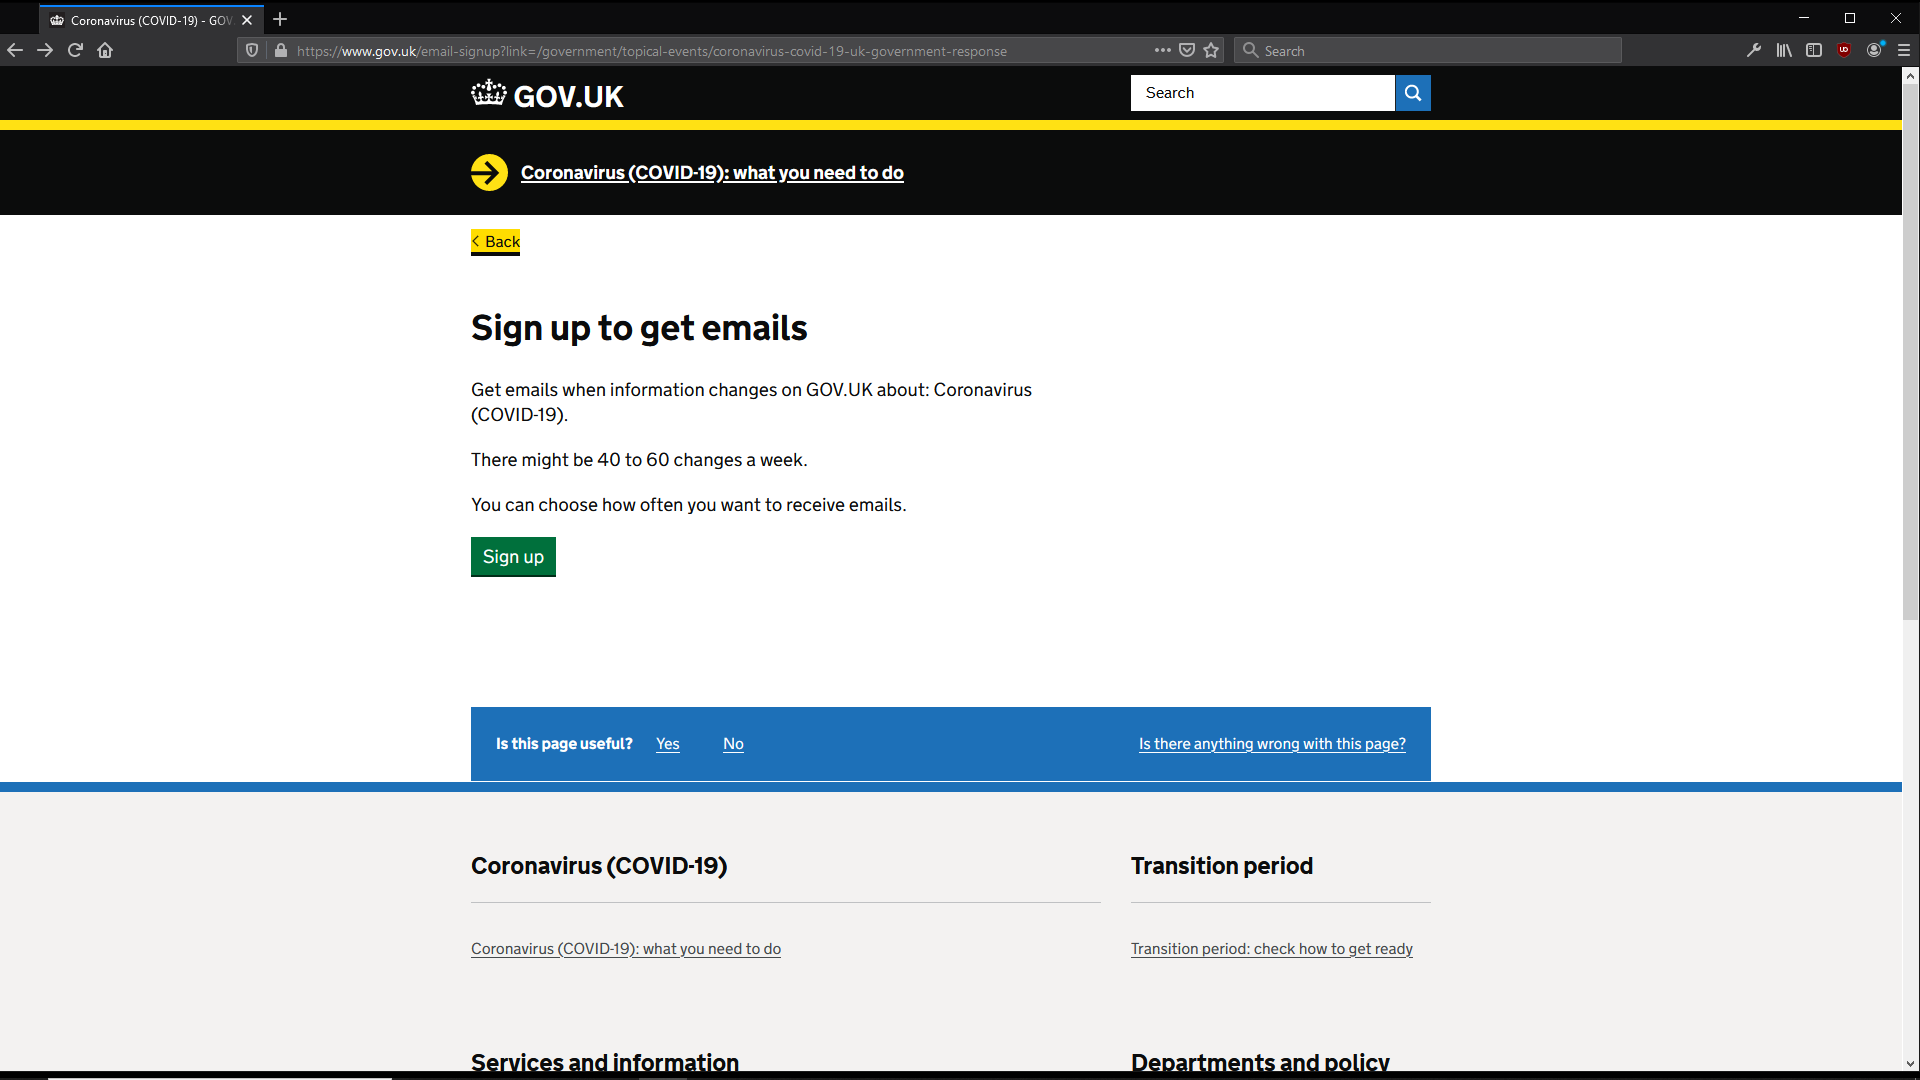 Coronavirus (COVID-19) - GOV.
https://www.gov.uk/email-signup?link=/government/topical-events/coronavirus-covid-19-uk-government-response
Search
GOV.UK
Search
Coronavirus (COVID-19): what you need to do
Back
Sign up to get emails
Get emails when information changes on GOV.UK about: Coronavirus
(COVID-19).
There might be 40 to 60 changes a week.
You can choose how often you want to receive emails.
Sign up
Is this page useful? Yes No Is there anything wrong with this page?
Coronavirus (COVID-19)
Transition period
Coronavirus (COVID-19): what you need to do
Transition period: check how to get ready
Services and information
Departments and policy